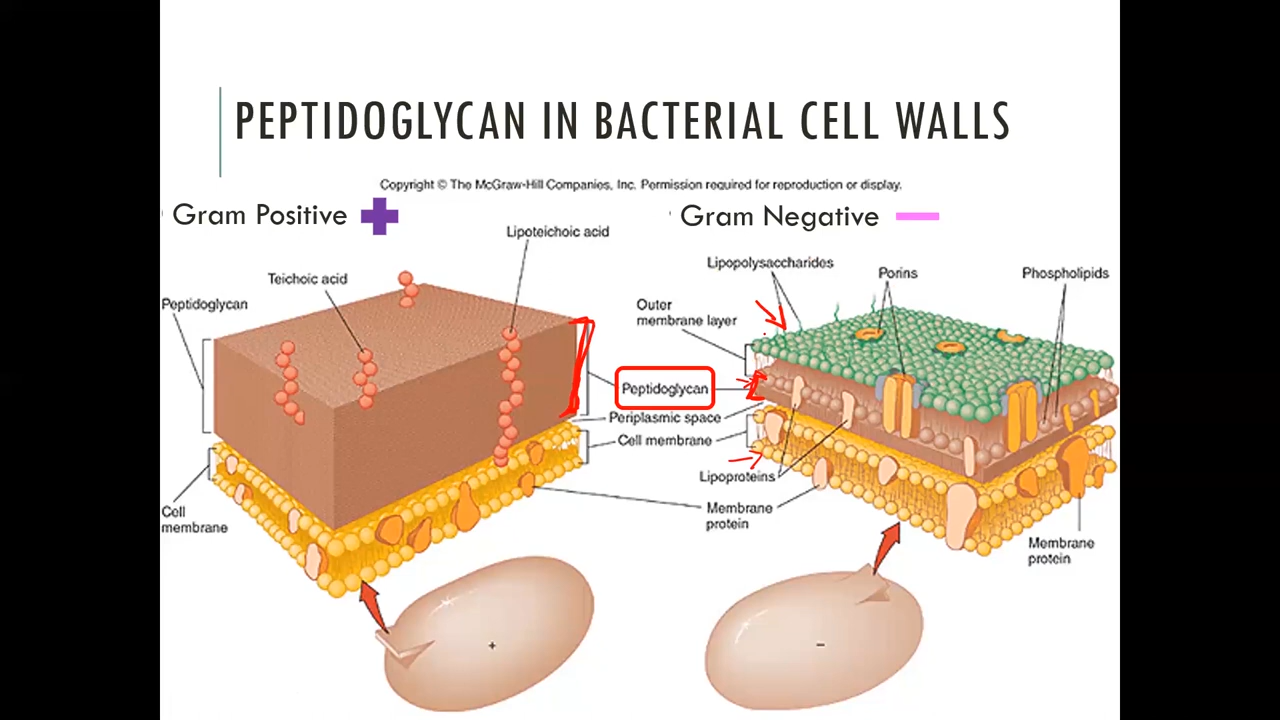 PEPTIDOGLYCAN IN BACTERIAL CELL WALLS
Copyright © The McGraw-Hill Companies, Inc. Permission required for reproduction or display.
Gram Positive
Gram Negative
Lipoteichoic acid
Teichoic acid
Peptidoglycan
Cell
membrane
Lipopolysaccharides
Porins
Phospholipids
Outer
membrane layer
Peptidoglycan
Periplasmic space
Cell membrane
Lipoproteins
Membrane
protein
Membrane
protein
+
−